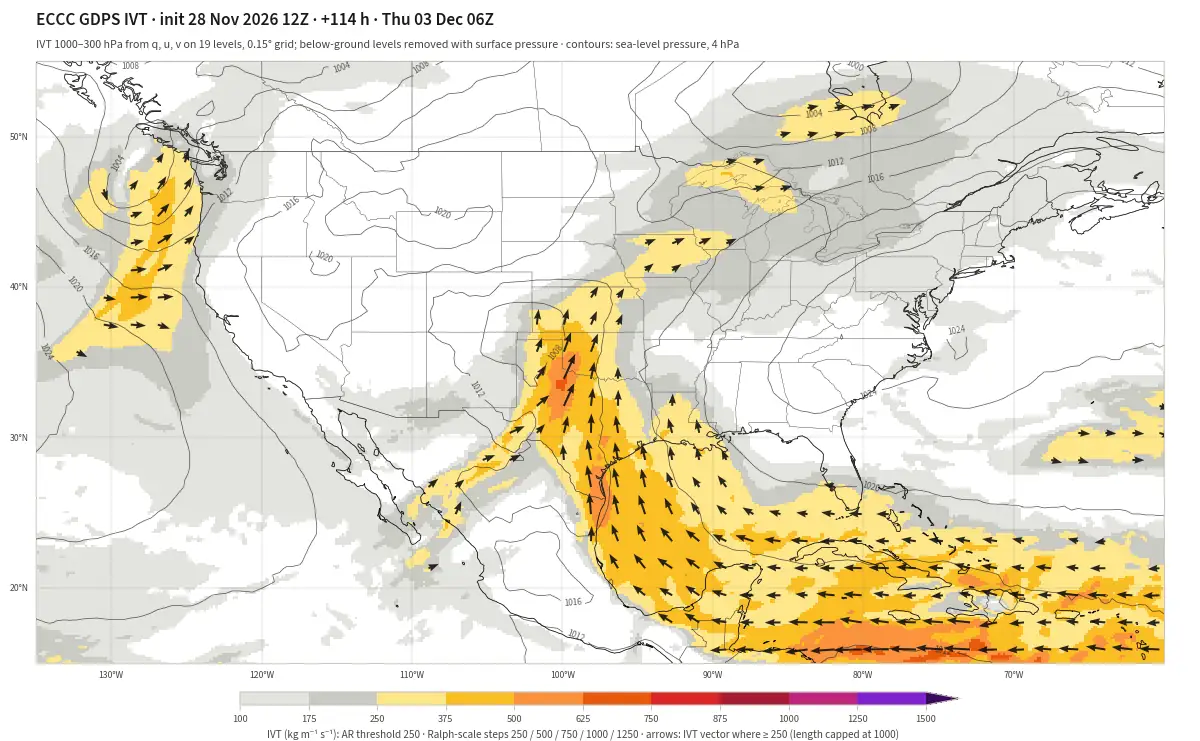 ECCC GDPS IVT · init 28 Nov 2026 12Z · +114 h · Thu 03 Dec 06Z
IVT 1000–300 hPa from q, u, v on 19 levels, 0.15° grid; below-ground levels removed with surface pressure · contours: sea-level pressure, 4 hPa
1008
1004
1008
1000
1004
1008
1012
1016
50°N
1004
1012
1016
1020
1016
1020
1020
40°N
1024
1024
1008
1012
1024
30°N
1020
20°N
1016
1012
130°W
120°W
110°W
100°W
90°W
80°W
70°W
100
175
250
375
500
625
750
875
1000
1250
1500
IVT (kg m⁻¹ s⁻¹): AR threshold 250 · Ralph-scale steps 250 / 500 / 750 / 1000 / 1250 · arrows: IVT vector where ≥ 250 (length capped at 1000)